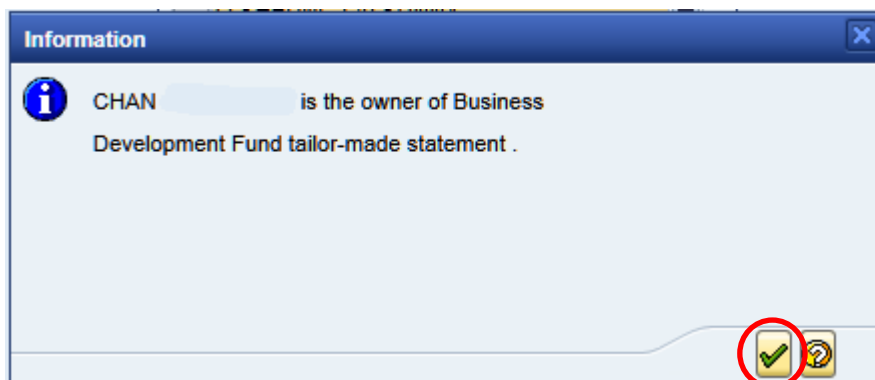 Information
CHAN is the owner of Business
Development Fund tailor-made statement .